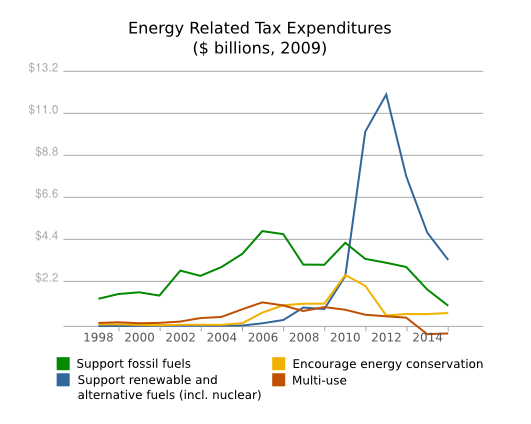 Energy Related Tax Expenditures
($ billions, 2009)
$13.2
$11.0
$8.8
$6.6
$4.4
$2.2
1998 2000 2002 2004 2006 2008 2010 2012 2014
Support fossil fuels
Support renewable and
alternative fuels (incl. nuclear)
Encourage energy conservation
Multi-use